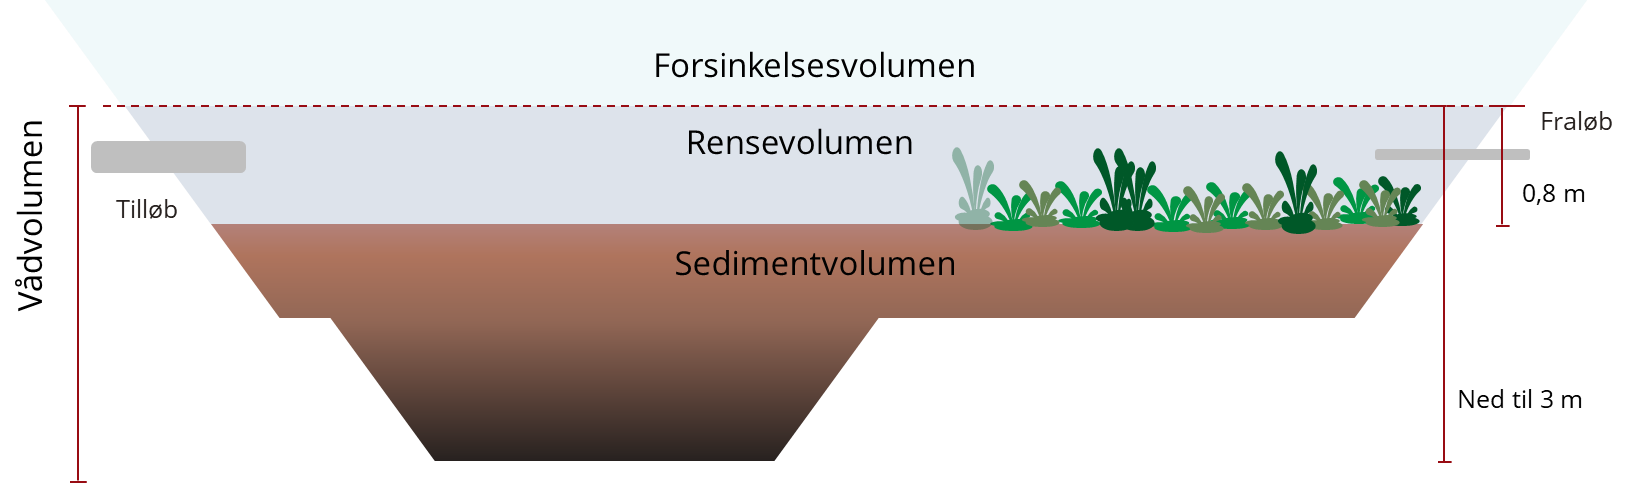 Forsinkelsesvolumen
Vådvolumen
Rensevolumen
Fraløb
Tilløb
0,8 m
Sedimentvolumen
Ned til 3 m